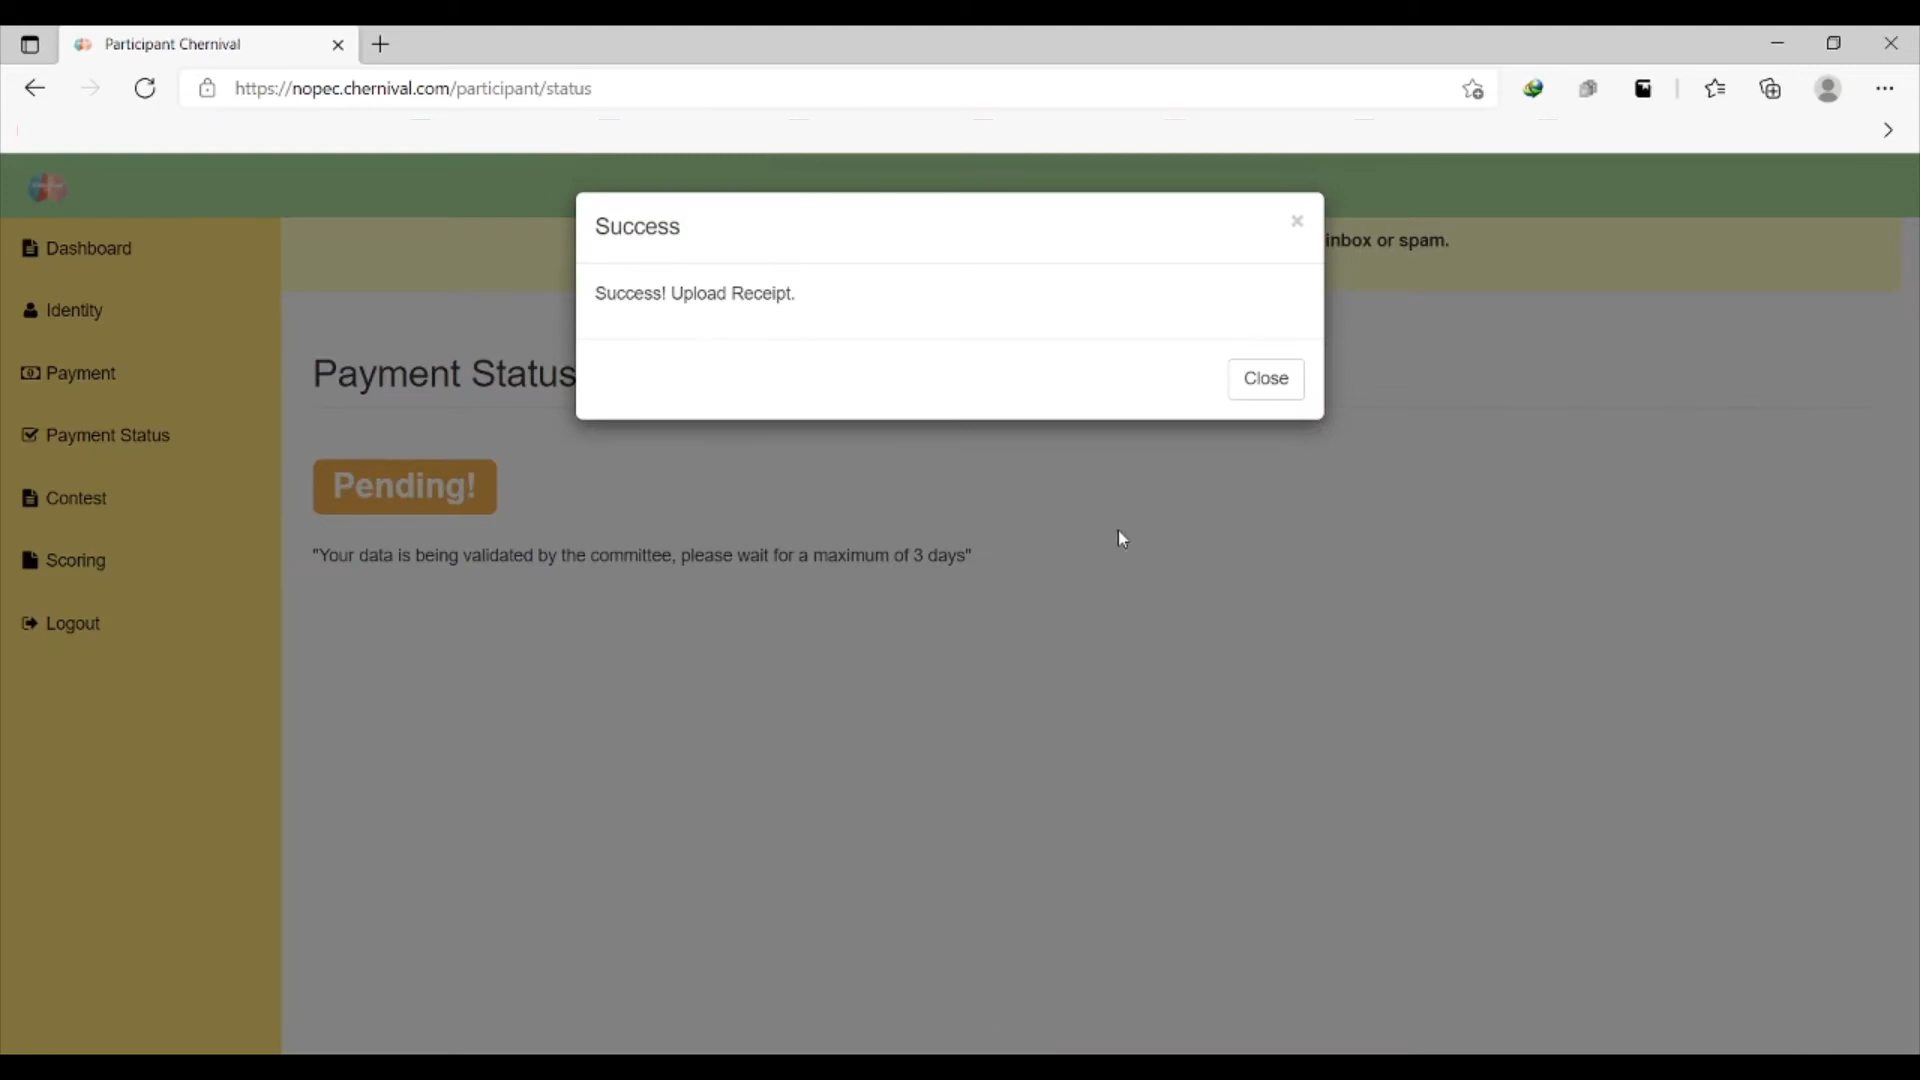 Participant Chernival
https://nopec.chernival.com/participant/status
Success
inbox or spam.
Dashboard
Success! Upload Receipt.
Identity
Payment Status
Payment
Close
Payment Status
Pending!
Contest
"Your data is being validated by the committee, please wait for a maximum of 3 days"
Scoring
Logout